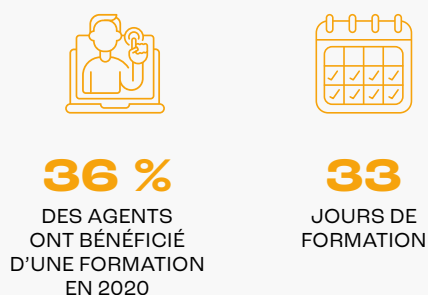 36 %
DES AGENTS
ONT BÉNÉFICIÉ
D'UNE FORMATION
EN 2020
33
JOURS DE
FORMATION